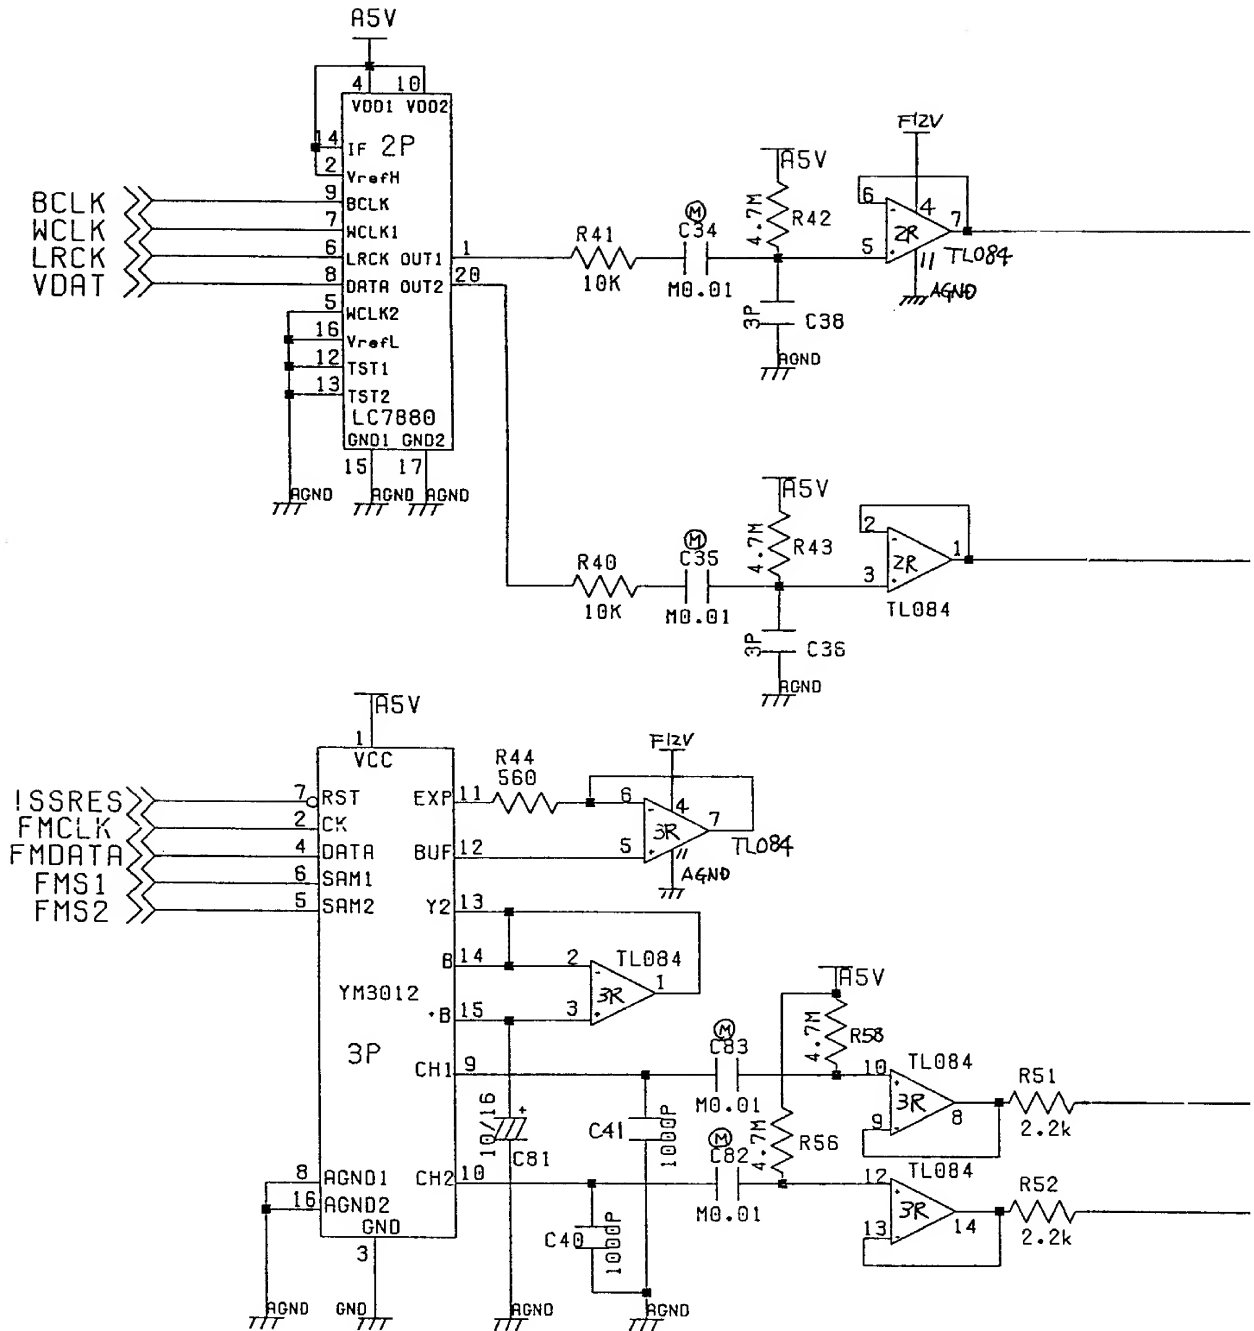 A5V
4 10
VDD1 VDD2
14 IF 2P
2 VrefH
BCLK 9 BCLK
WCLK 7 WCLK1
LRCK 6 LRCK OUT1 1
VDAT 8 DATA OUT2 20
5 WCLK2
16 VrefL
12 TST1
13 TST2
LC7880
GND1 GND2
15 17
AGND AGND AGND
R41
10K
M
C34
M0.01
A5V
4.7M R42
3P C38
AGND
F12V
6 - 4 7
2R
5 + 11 TL084
AGND
R40
10K
M
C35
M0.01
A5V
4.7M R43
3P C36
AGND
2 - 1
2R
3 +
TL084
A5V
1
VCC
!SSRES 7 RST EXP 11
FMCLK 2 CK
FMDATA 4 DATA BUF 12
FMS1 6 SAM1
FMS2 5 SAM2 Y2 13
B 14
YM3012
+B 15
3P
CH1 9
8 AGND1 CH2 10
16 AGND2
GND
3
AGND GND
R44
560
F12V
6 - 4
3R 7
5 + 11 TL084
AGND
TL084
2 - 1
3R
3 +
10/16 +
C81
AGND
C41 1000P
C40 1000P
AGND
M
C83
M0.01
M
C82
M0.01
A5V
4.7M R58
4.7M R56
10 TL084
+
3R
9 - 8
R51
2.2k
12 TL084
+
3R
13 - 14
R52
2.2k